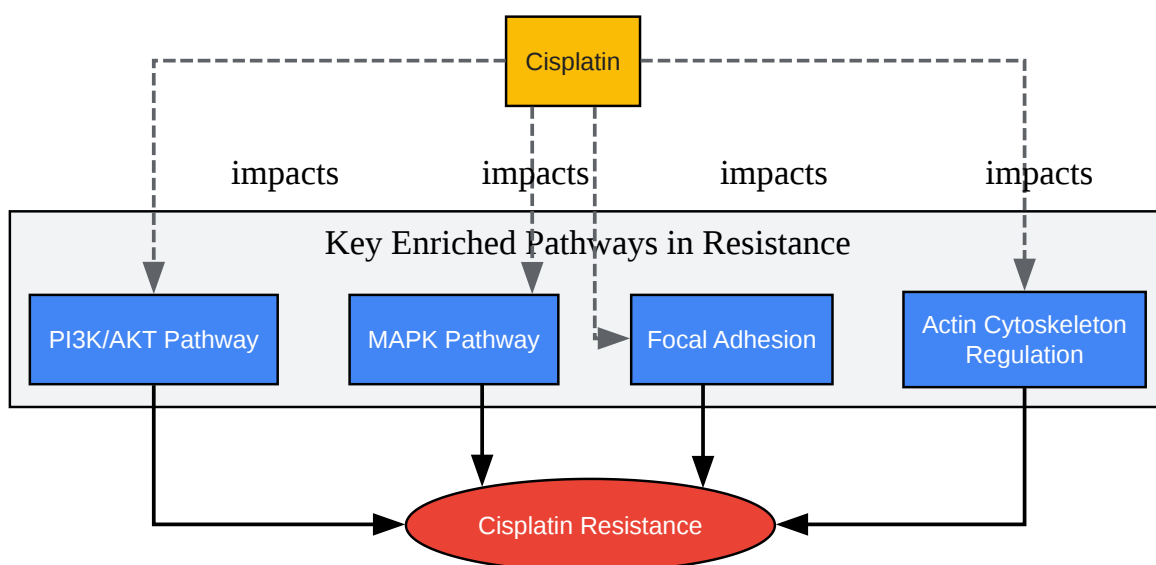 Cisplatin
impacts
impacts
impacts
impacts
Key Enriched Pathways in Resistance
PI3K/AKT Pathway
MAPK Pathway
Focal Adhesion
Actin Cytoskeleton
Regulation
Cisplatin Resistance